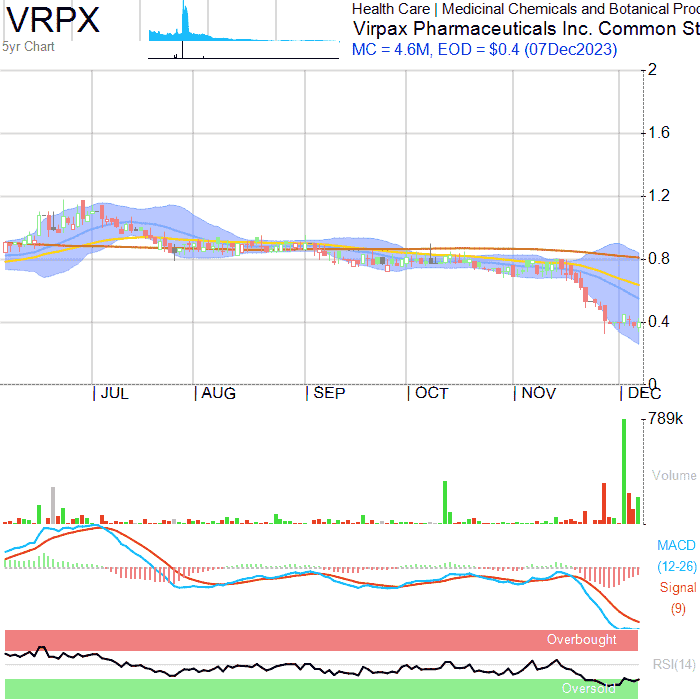 VRPX
5yr Chart
Health Care | Medicinal Chemicals and Botanical Proc
Virpax Pharmaceuticals Inc. Common St
MC = 4.6M, EOD = $0.4 (07Dec2023)
2
1.6
1.2
0.8
0.4
0
JUL AUG SEP OCT NOV DEC
789k
Volume
MACD
(12-26)
Signal
(9)
Overbought
RSI(14)
Oversold